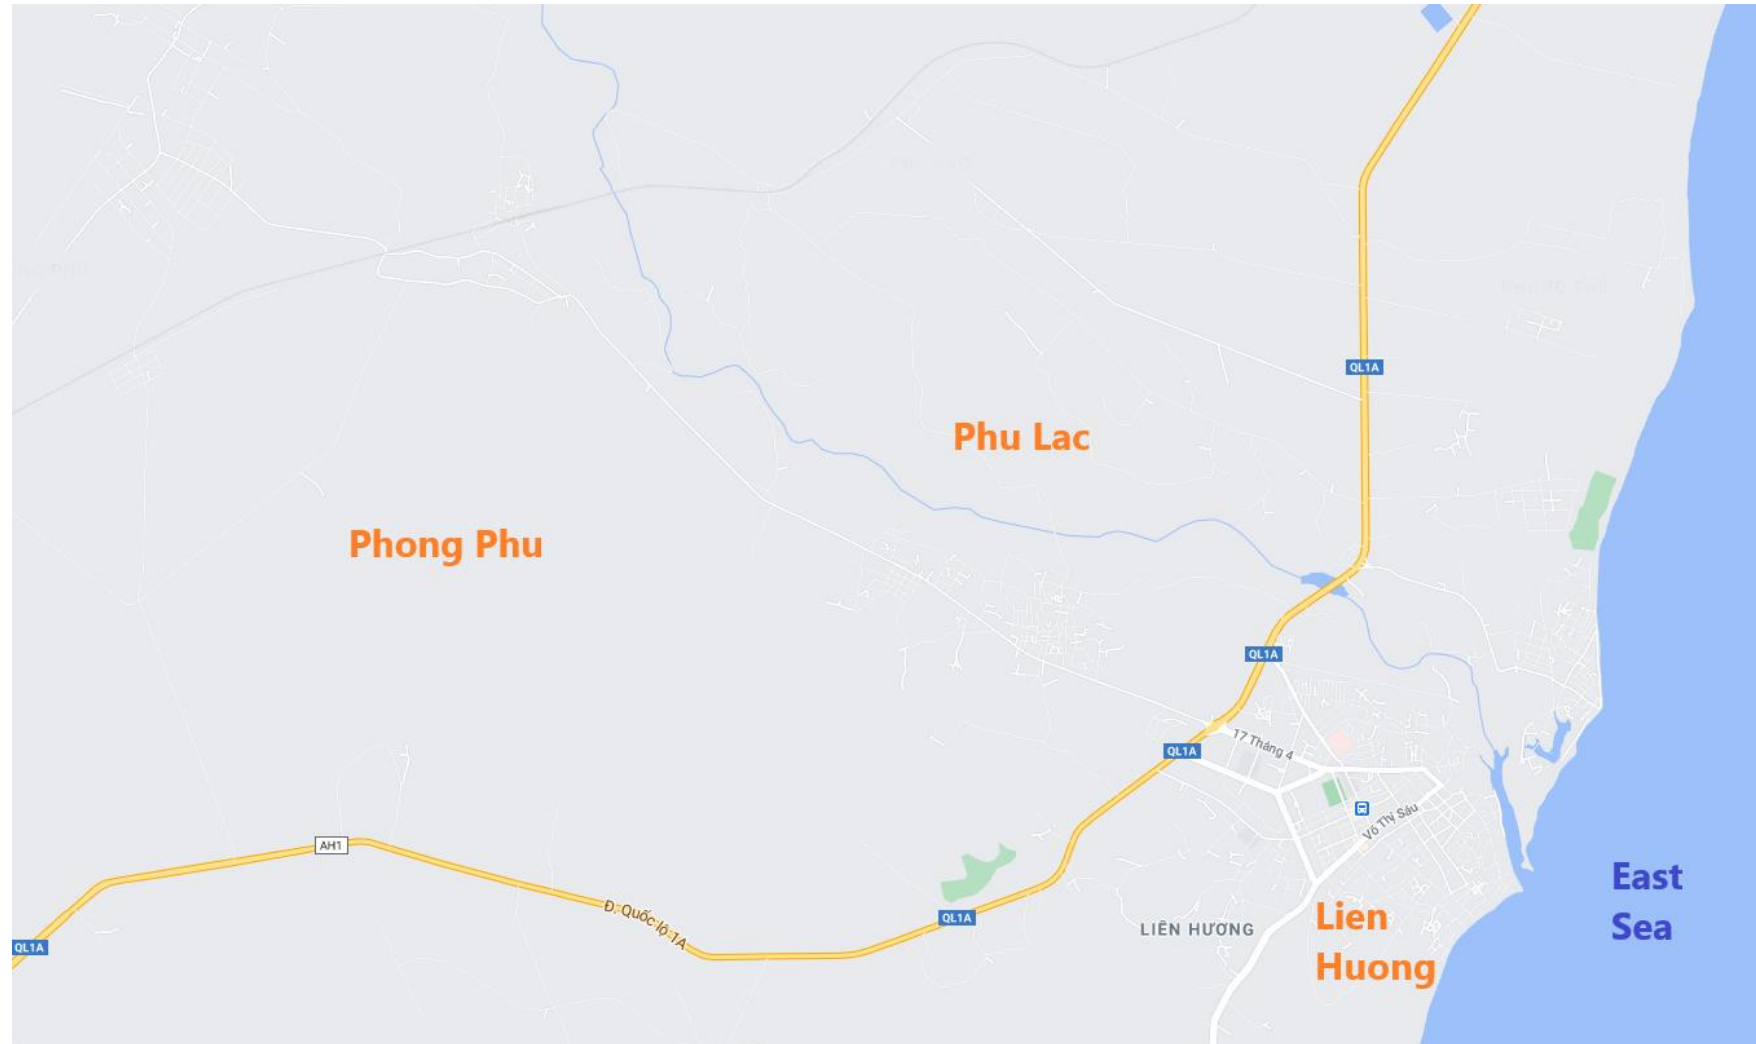 QL1A
Phu Lac
Phong Phu
QL1A
QL1A
17 Tháng 4
Võ Thị Sáu
AH1
Đ. Quốc lộ 1A
QL1A
QL1A
LIÊN HƯƠNG
Lien
Huong
East
Sea